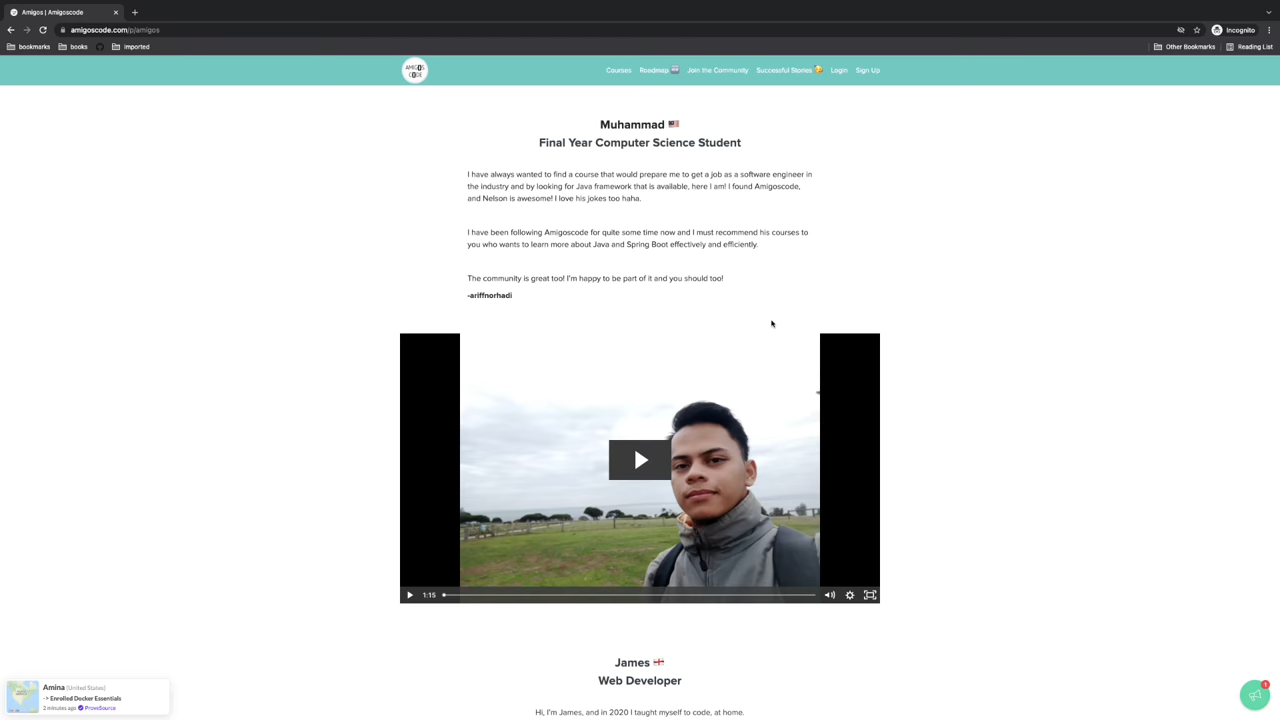 Amigos | Amigoscode
amigoscode.com/p/amigos
Incognito
bookmarks
books
imported
Other Bookmarks
Reading List
AMIGOS
CODE
Courses
Roadmap
Join the Community
Successful Stories
Login
Sign Up
Muhammad
Final Year Computer Science Student
I have always wanted to find a course that would prepare me to get a job as a software engineer in
the industry and by looking for Java framework that is available, here I am! I found Amigoscode,
and Nelson is awesome! I love his jokes too haha.
I have been following Amigoscode for quite some time now and I must recommend his courses to
you who wants to learn more about Java and Spring Boot effectively and efficiently.
The community is great too! I'm happy to be part of it and you should too!
-ariffnorhadi
1:15
James
Web Developer
Hi, I'm James, and in 2020 I taught myself to code, at home.
Amina (United States)
-> Enrolled Docker Essentials
2 minutes ago ProveSource
1